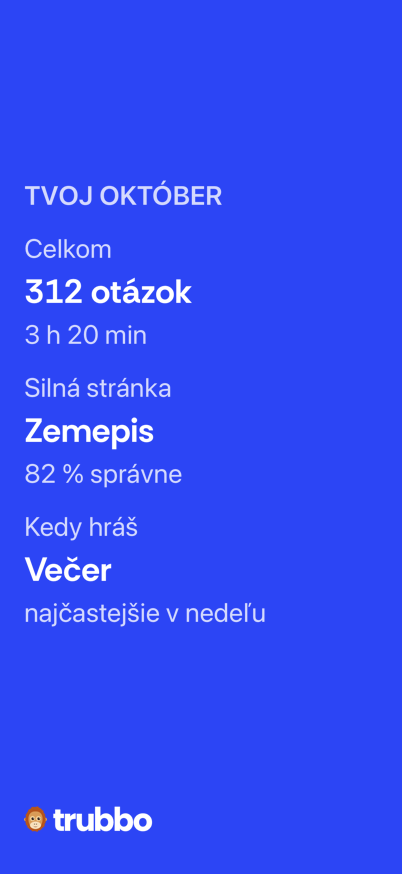 TVOJ OKTÓBER
Celkom
312 otázok
3 h 20 min
Silná stránka
Zemepis
82 % správne
Kedy hráš
Večer
najčastejšie v nedeľu
trubbo